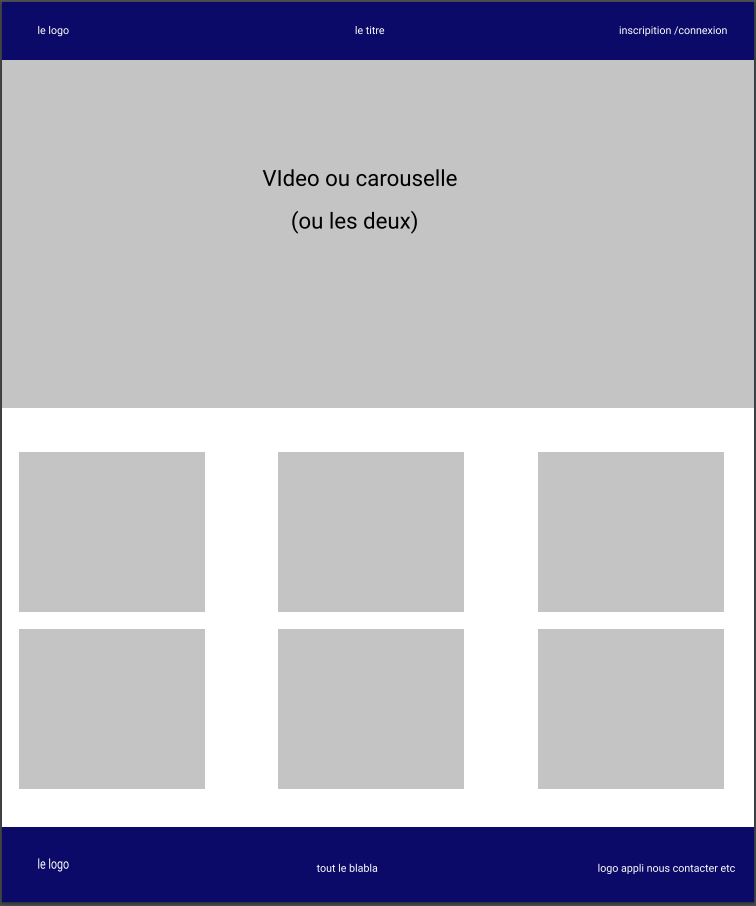 le logo
le titre
inscripition /connexion
VIdeo ou carouselle
(ou les deux)
le logo
tout le blabla
logo appli nous contacter etc